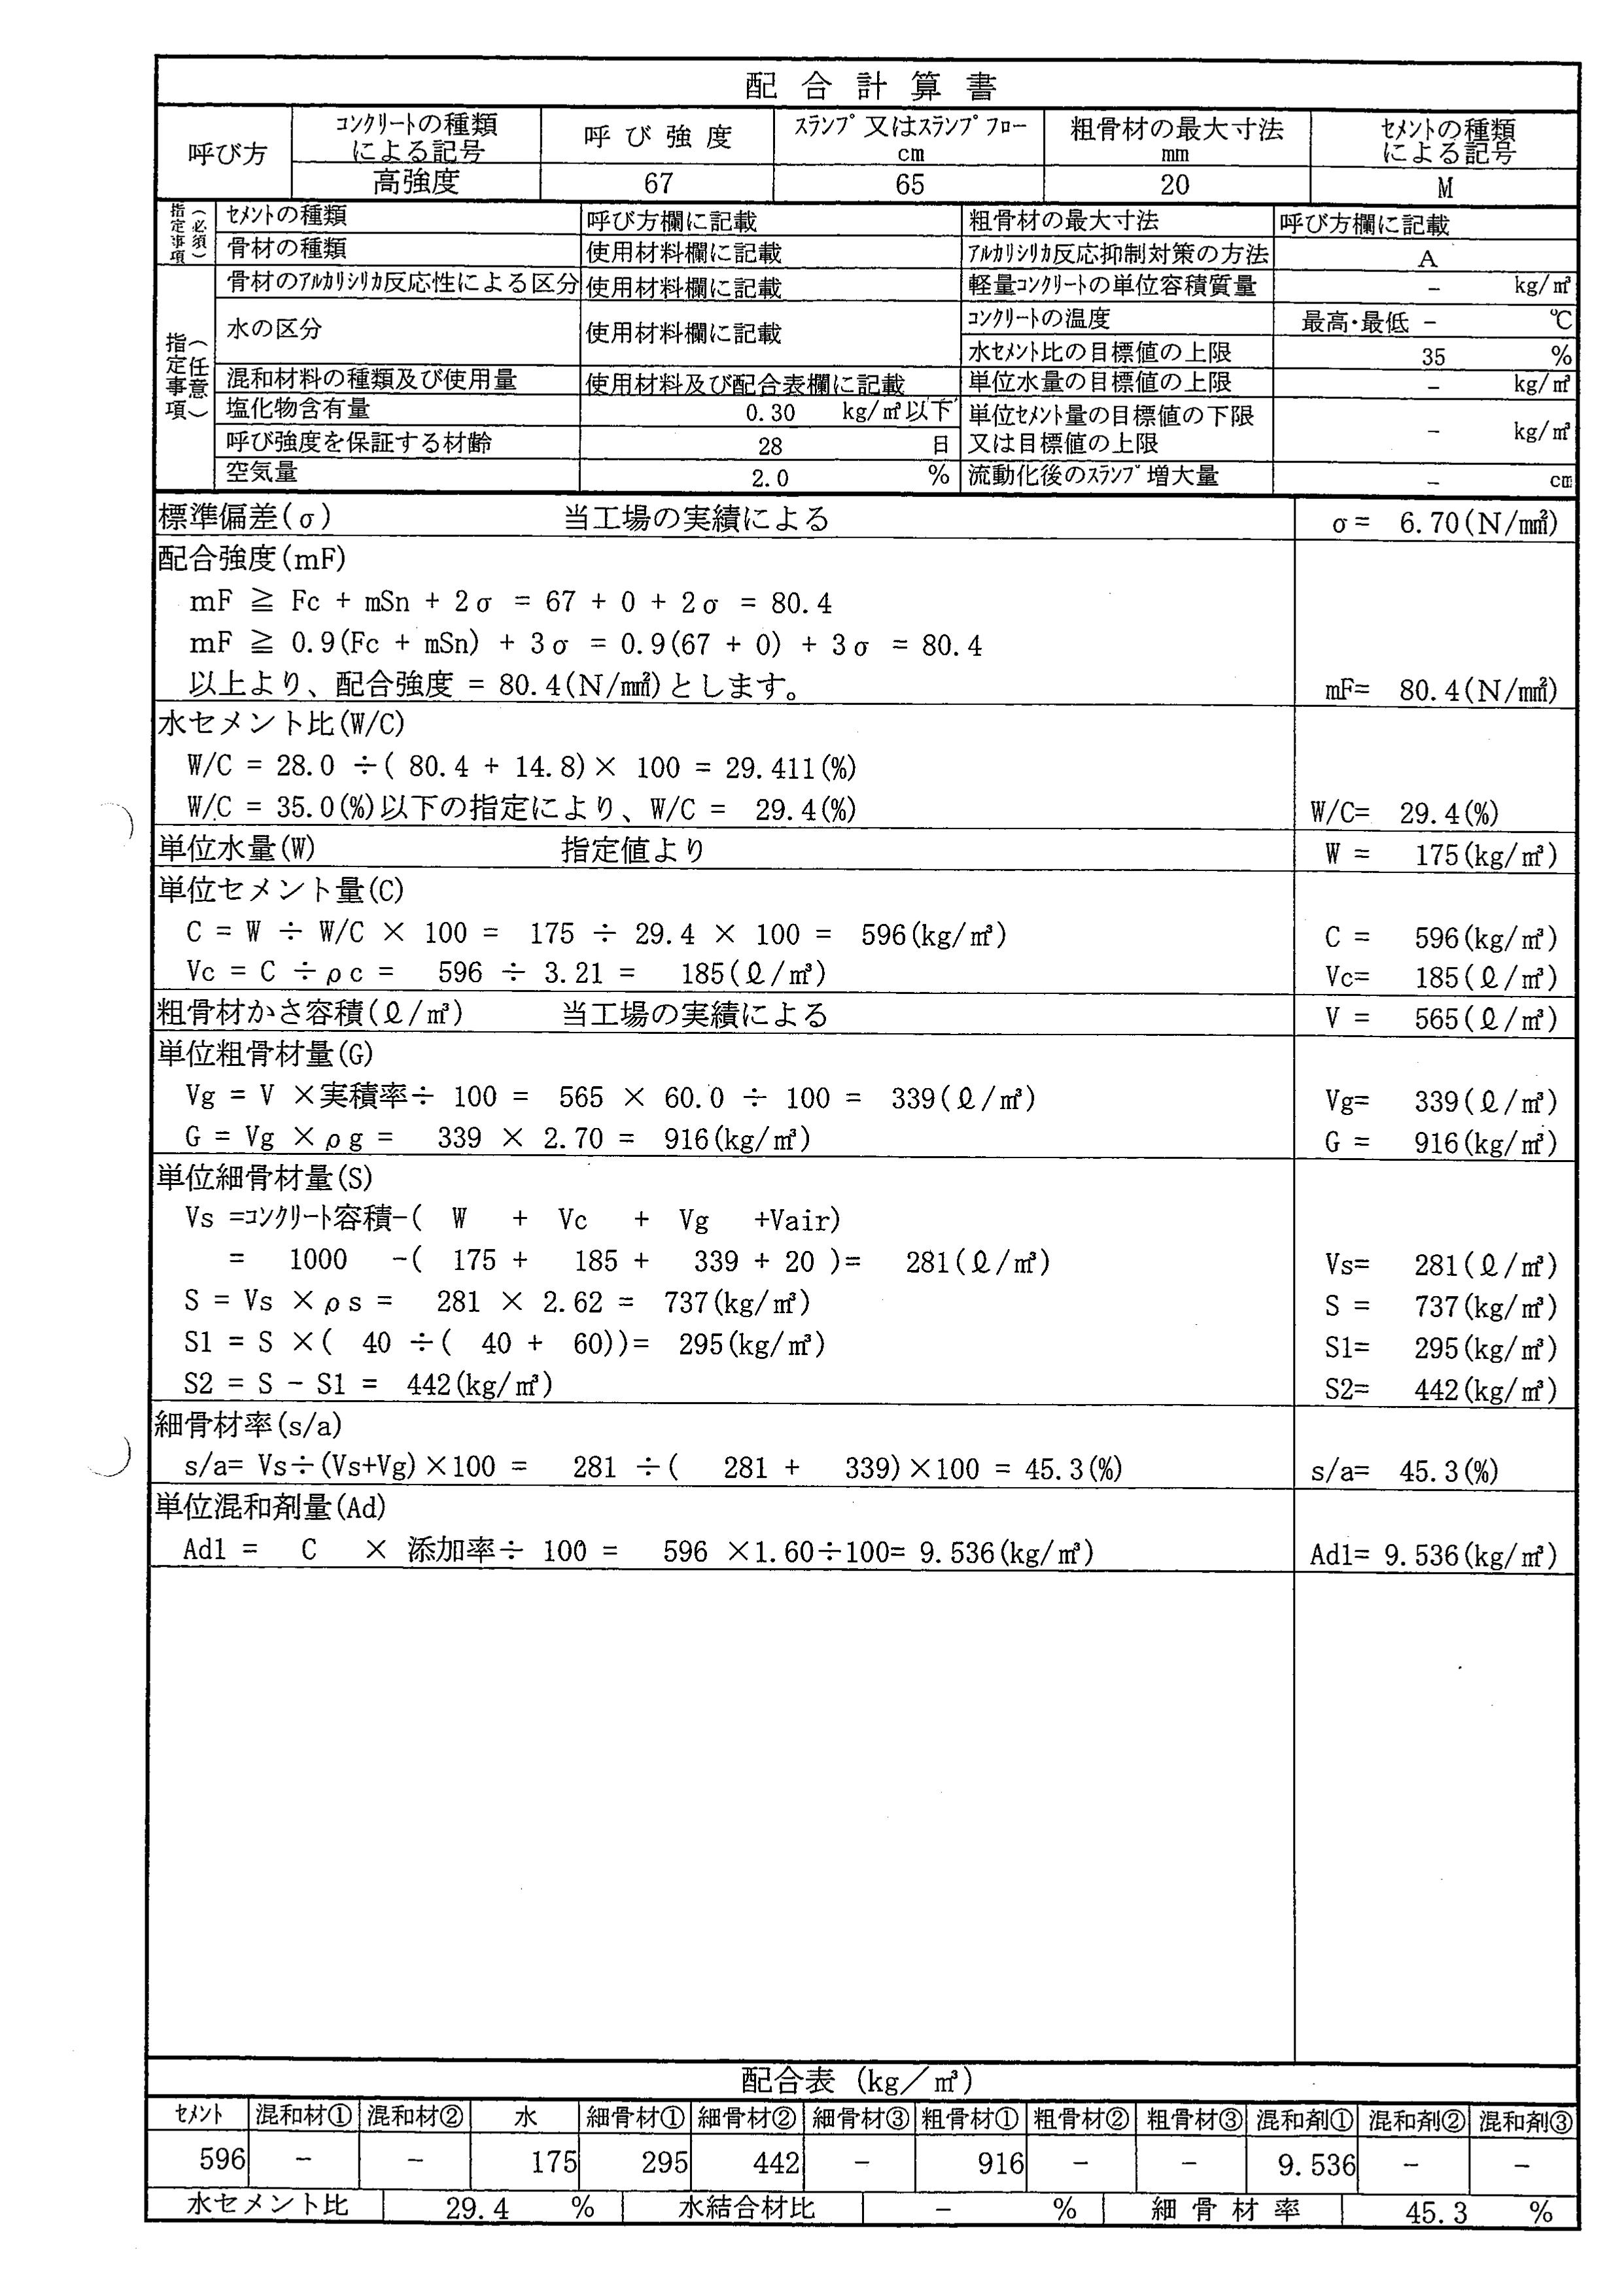 配合計算書
呼び方 ｺﾝｸﾘｰﾄの種類による記号 呼び強度 ｽﾗﾝﾌﾟ又はｽﾗﾝﾌﾟﾌﾛｰ cm 粗骨材の最大寸法 mm ｾﾒﾝﾄの種類による記号
高強度 67 65 20 M
指定事項(必須) ｾﾒﾝﾄの種類 呼び方欄に記載 粗骨材の最大寸法 呼び方欄に記載
骨材の種類 使用材料欄に記載 ｱﾙｶﾘｼﾘｶ反応抑制対策の方法 A
指定事項(任意) 骨材のｱﾙｶﾘｼﾘｶ反応性による区分 使用材料欄に記載 軽量ｺﾝｸﾘｰﾄの単位容積質量 - kg/㎥
水の区分 使用材料欄に記載 ｺﾝｸﾘｰﾄの温度 最高･最低 - ℃
水ｾﾒﾝﾄ比の目標値の上限 35 %
混和材料の種類及び使用量 使用材料及び配合表欄に記載 単位水量の目標値の上限 - kg/㎥
塩化物含有量 0.30 kg/㎥以下 単位ｾﾒﾝﾄ量の目標値の下限又は目標値の上限 - kg/㎥
呼び強度を保証する材齢 28 日
空気量 2.0 % 流動化後のｽﾗﾝﾌﾟ増大量 - cm
標準偏差(σ) 当工場の実績による σ= 6.70(N/㎟)
配合強度(mF)
mF ≧ Fc + mSn + 2σ = 67 + 0 + 2σ = 80.4
mF ≧ 0.9(Fc + mSn) + 3σ = 0.9(67 + 0) + 3σ = 80.4
以上より、配合強度 = 80.4(N/㎟)とします。 mF= 80.4(N/㎟)
水セメント比(W/C)
W/C = 28.0 ÷( 80.4 + 14.8)× 100 = 29.411(%)
W/C = 35.0(%)以下の指定により、W/C = 29.4(%) W/C= 29.4(%)
単位水量(W) 指定値より W = 175(kg/㎥)
単位セメント量(C)
C = W ÷ W/C × 100 = 175 ÷ 29.4 × 100 = 596(kg/㎥) C = 596(kg/㎥)
Vc = C ÷ρc = 596 ÷ 3.21 = 185(ℓ/㎥) Vc= 185(ℓ/㎥)
粗骨材かさ容積(ℓ/㎥) 当工場の実績による V = 565(ℓ/㎥)
単位粗骨材量(G)
Vg = V ×実積率÷ 100 = 565 × 60.0 ÷ 100 = 339(ℓ/㎥) Vg= 339(ℓ/㎥)
G = Vg ×ρg = 339 × 2.70 = 916(kg/㎥) G = 916(kg/㎥)
単位細骨材量(S)
Vs =ｺﾝｸﾘｰﾄ容積-( W + Vc + Vg +Vair)
= 1000 -( 175 + 185 + 339 + 20 )= 281(ℓ/㎥) Vs= 281(ℓ/㎥)
S = Vs ×ρs = 281 × 2.62 = 737(kg/㎥) S = 737(kg/㎥)
S1 = S ×( 40 ÷( 40 + 60))= 295(kg/㎥) S1= 295(kg/㎥)
S2 = S - S1 = 442(kg/㎥) S2= 442(kg/㎥)
細骨材率(s/a)
s/a= Vs÷(Vs+Vg)×100 = 281 ÷( 281 + 339)×100 = 45.3(%) s/a= 45.3(%)
単位混和剤量(Ad)
Ad1 = C × 添加率÷ 100 = 596 ×1.60÷100= 9.536(kg/㎥) Ad1= 9.536(kg/㎥)
配合表 (kg／㎥)
ｾﾒﾝﾄ 混和材① 混和材② 水 細骨材① 細骨材② 細骨材③ 粗骨材① 粗骨材② 粗骨材③ 混和剤① 混和剤② 混和剤③
596 - - 175 295 442 - 916 - - 9.536 - -
水セメント比 29.4 % 水結合材比 - % 細骨材率 45.3 %